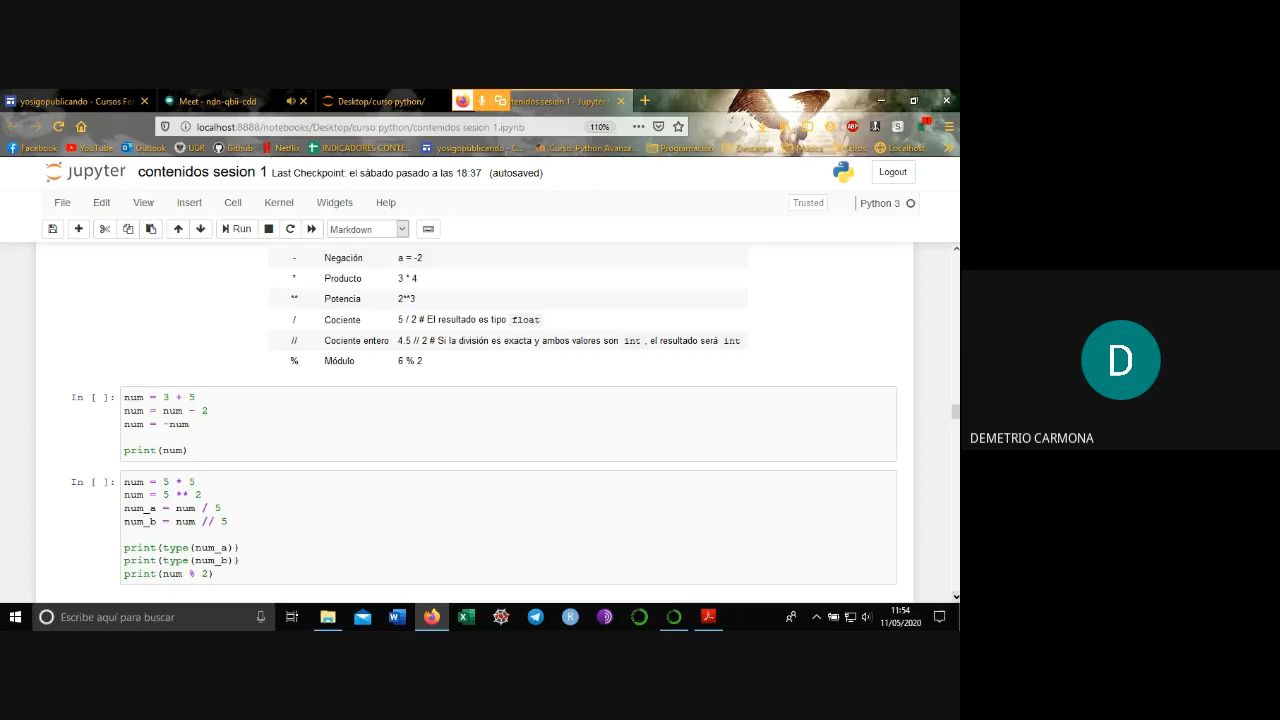 yosigopublicando - Cursos Fo
Meet - ndn-qbii-cdd
Desktop/curso python/
ntenidos sesion 1 - Jupyter
localhost:8888/notebooks/Desktop/curso python/contenidos sesion 1.ipynb
110%
Facebook YouTube Outlook UGR Github Netflix INDICADORES CONTE... yosigopublicando - C... Curso: Python Avanza... Programacion Descargas Musica Otros Localhost
jupyter contenidos sesion 1 Last Checkpoint: el sábado pasado a las 18:37 (autosaved)
Logout
File Edit View Insert Cell Kernel Widgets Help
Trusted
Python 3
Run
Markdown
- Negación a = -2
* Producto 3 * 4
** Potencia 2**3
/ Cociente 5 / 2 # El resultado es tipo float
// Cociente entero 4.5 // 2 # Si la división es exacta y ambos valores son int , el resultado será int
% Módulo 6 % 2
In [ ]: num = 3 + 5
num = num - 2
num = -num
print(num)
In [ ]: num = 5 * 5
num = 5 ** 2
num_a = num / 5
num_b = num // 5
print(type(num_a))
print(type(num_b))
print(num % 2)
Escribe aquí para buscar
11:54
11/05/2020
D
DEMETRIO CARMONA